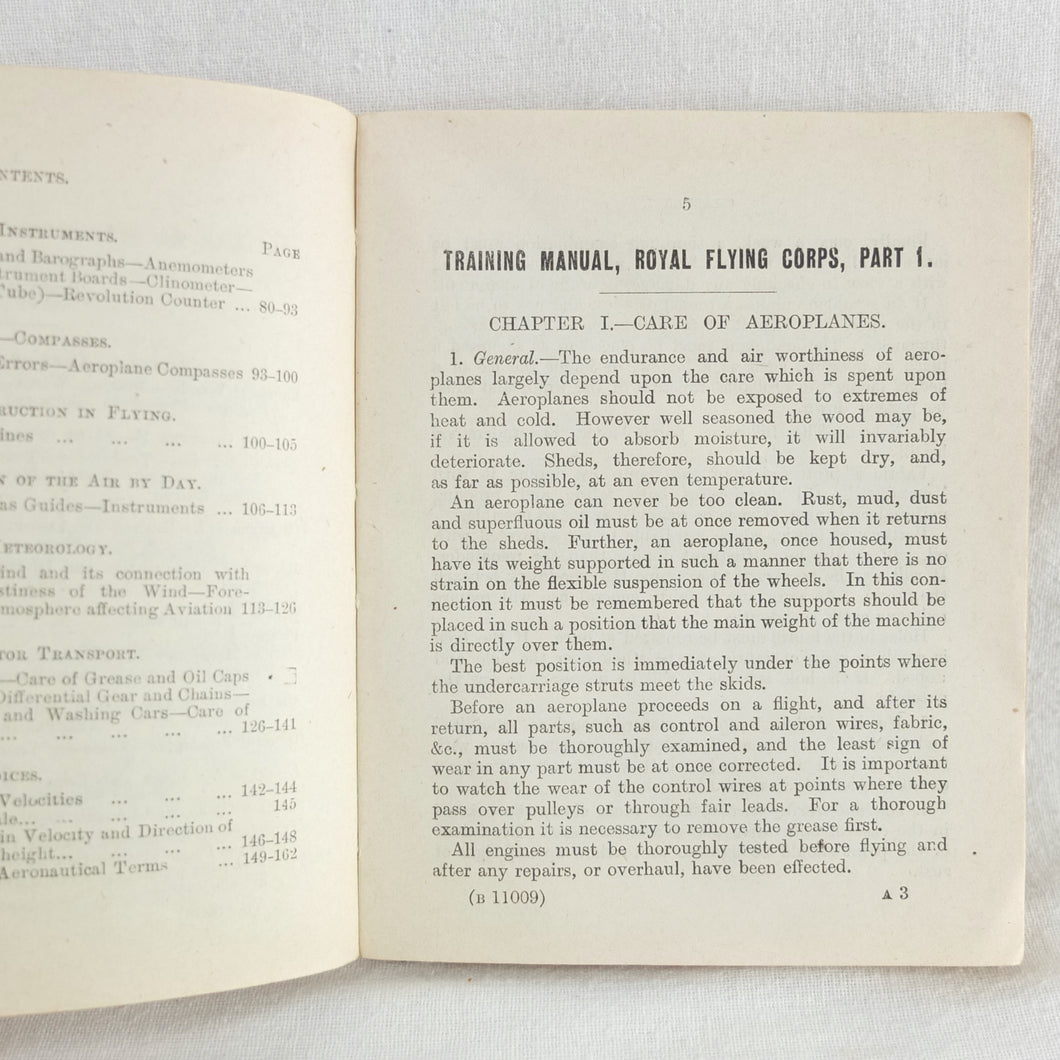 NTENTS.
INSTRUMENTS.
PAGE
and Barographs—Anemometers
trument Boards—Clinometer—
Tube)—Revolution Counter ... 80–93
—COMPASSES.
Errors—Aeroplane Compasses 93–100
RUCTION IN FLYING.
ines ... ... ... ... 100–105
N OF THE AIR BY DAY.
as Guides—Instruments ... 106–113
METEOROLOGY.
ind and its connection with
stiness of the Wind—Fore-
mosphere affecting Aviation 113–126
TOR TRANSPORT.
—Care of Grease and Oil Caps
Differential Gear and Chains—
and Washing Cars—Care of
... ... ... ... 126–141
DICES.
Velocities ... ... ... 142–144
le... ... ... ... 145
in Velocity and Direction of
height... ... ... ... 146–148
Aeronautical Terms ... 149–162
5
TRAINING MANUAL, ROYAL FLYING CORPS, PART 1.
CHAPTER I.—CARE OF AEROPLANES.
1. General.—The endurance and air worthiness of aero-
planes largely depend upon the care which is spent upon
them. Aeroplanes should not be exposed to extremes of
heat and cold. However well seasoned the wood may be,
if it is allowed to absorb moisture, it will invariably
deteriorate. Sheds, therefore, should be kept dry, and,
as far as possible, at an even temperature.
An aeroplane can never be too clean. Rust, mud, dust
and superfluous oil must be at once removed when it returns
to the sheds. Further, an aeroplane, once housed, must
have its weight supported in such a manner that there is no
strain on the flexible suspension of the wheels. In this con-
nection it must be remembered that the supports should be
placed in such a position that the main weight of the machine
is directly over them.
The best position is immediately under the points where
the undercarriage struts meet the skids.
Before an aeroplane proceeds on a flight, and after its
return, all parts, such as control and aileron wires, fabric,
&c., must be thoroughly examined, and the least sign of
wear in any part must be at once corrected. It is important
to watch the wear of the control wires at points where they
pass over pulleys or through fair leads. For a thorough
examination it is necessary to remove the grease first.
All engines must be thoroughly tested before flying and
after any repairs, or overhaul, have been effected.
(B 11009)
A 3